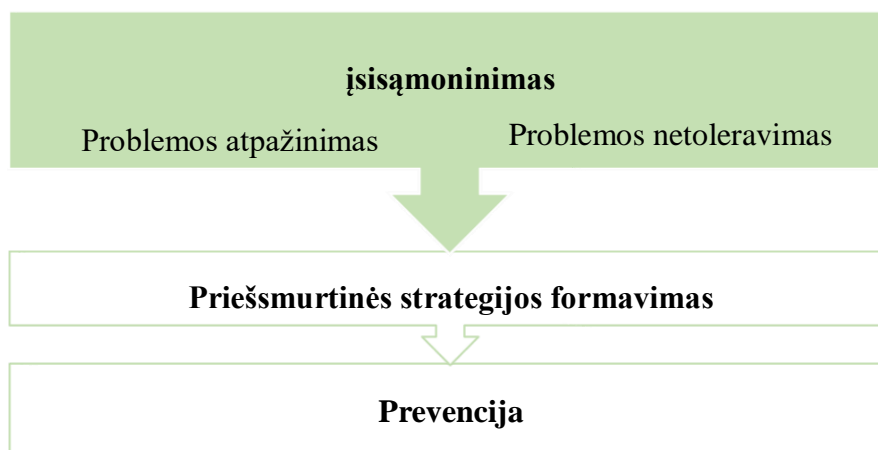 įsisąmoninimas
Problemos atpažinimas
Problemos netoleravimas
Priešsmurtinės strategijos formavimas
Prevencija